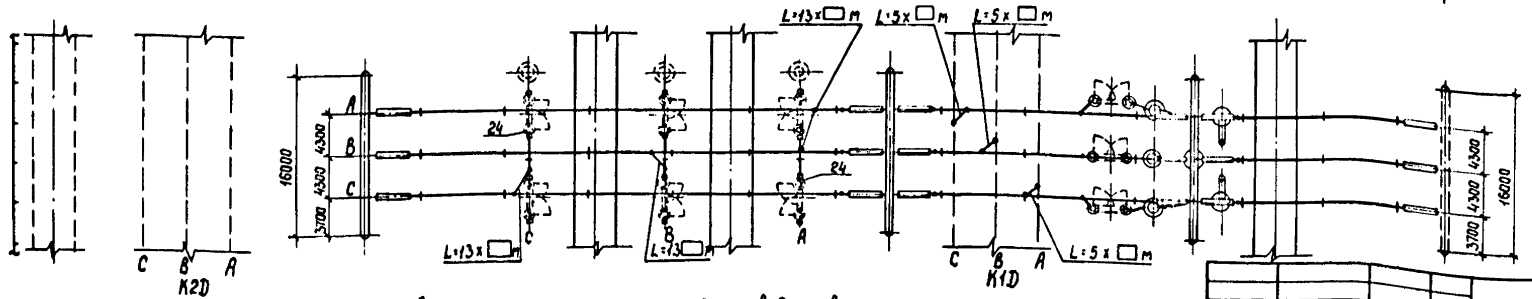 L=13x□м
L=5x□м
L=5x□м
16000
4300
4300
3700
A
B
C
24
24
4300
4300
3700
16000
C
B
A
L=13x□м
L=13□м
C
B
A
L=5x□м
C
B
A
K2D
K1D